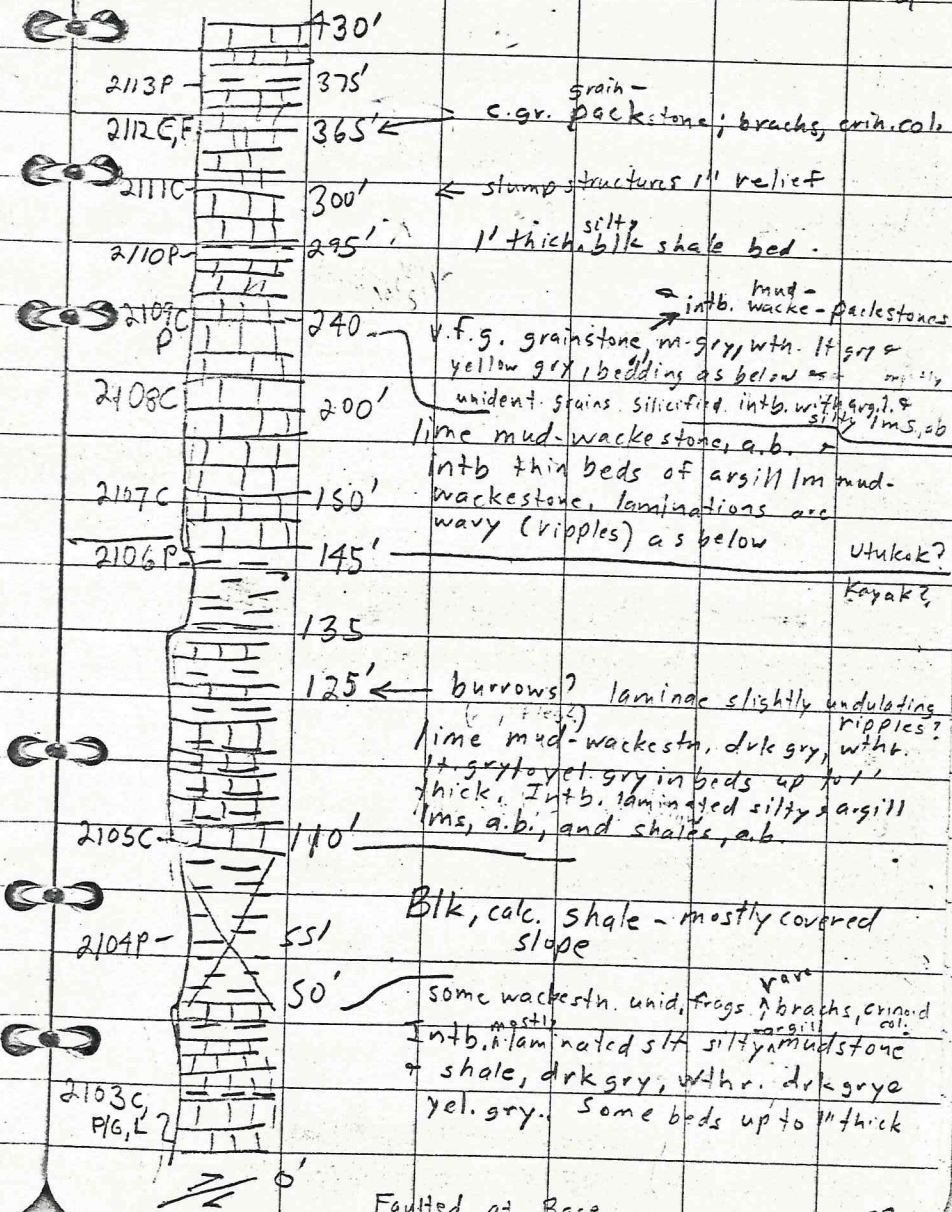 430'
2113P - 375'
grain-
2112C,F 365' ← c.gr. packstone; brachs, crin. col.
2111C 300' ← slump structures 1" relief
silty
2110P 295' 1' thick blk shale bed.
mud-
& intb. wacke-packestones
2109C
P 240
v.f.g. grainstone, m-gry, wth. lt gry &
yellow gry, bedding as below
unident. grains silicified intb. with argil. &
silty lms, ab
2108C 200'
lime mud-wackestone, a.b. &
intb thin beds of argill lm mud-
2107C 150' wackestone, laminations are
wavy (ripples) as below
2106P 145' Utukok?
Kayak?
135
125' ← burrows? laminae slightly undulating
ripples?
lime mud-wackestn. drk gry, wthr.
lt. gry to yel. gry in beds up to 1'
thick. Intb. laminated silty & argill
lms, a.b., and shales, a.b.
2105C 110'
Blk, calc. shale - mostly covered
slope
2104P - 55'
50'
rare
some wackestn. unid. frags. ^ brachs, crinoid
col.
mostly argill
Intb. ^ laminated slt silty ^ mudstone
& shale, drk gry, wthr. drk grye
yel. gry. Some beds up to 1" thick
2103C,
P/G, L
0'
Faulted at Base